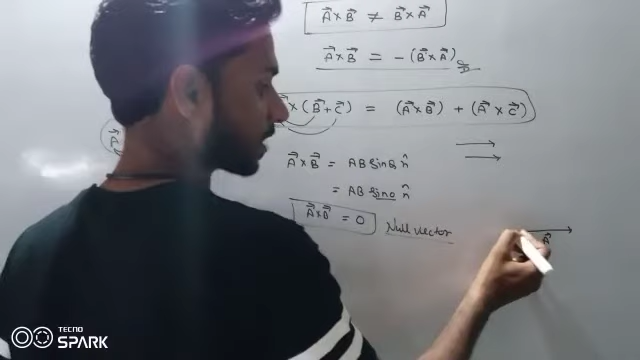 A⃗ × B⃗ ≠ B⃗ × A⃗
A⃗ × B⃗ = -(B⃗ × A⃗)
× (B⃗ + C⃗) = (A⃗ × B⃗) + (A⃗ × C⃗)
A⃗
A⃗ × B⃗ = AB sinθ n̂
= AB sin0 n̂
A⃗ × B⃗ = 0 Null vector
A⃗
TECNO
SPARK